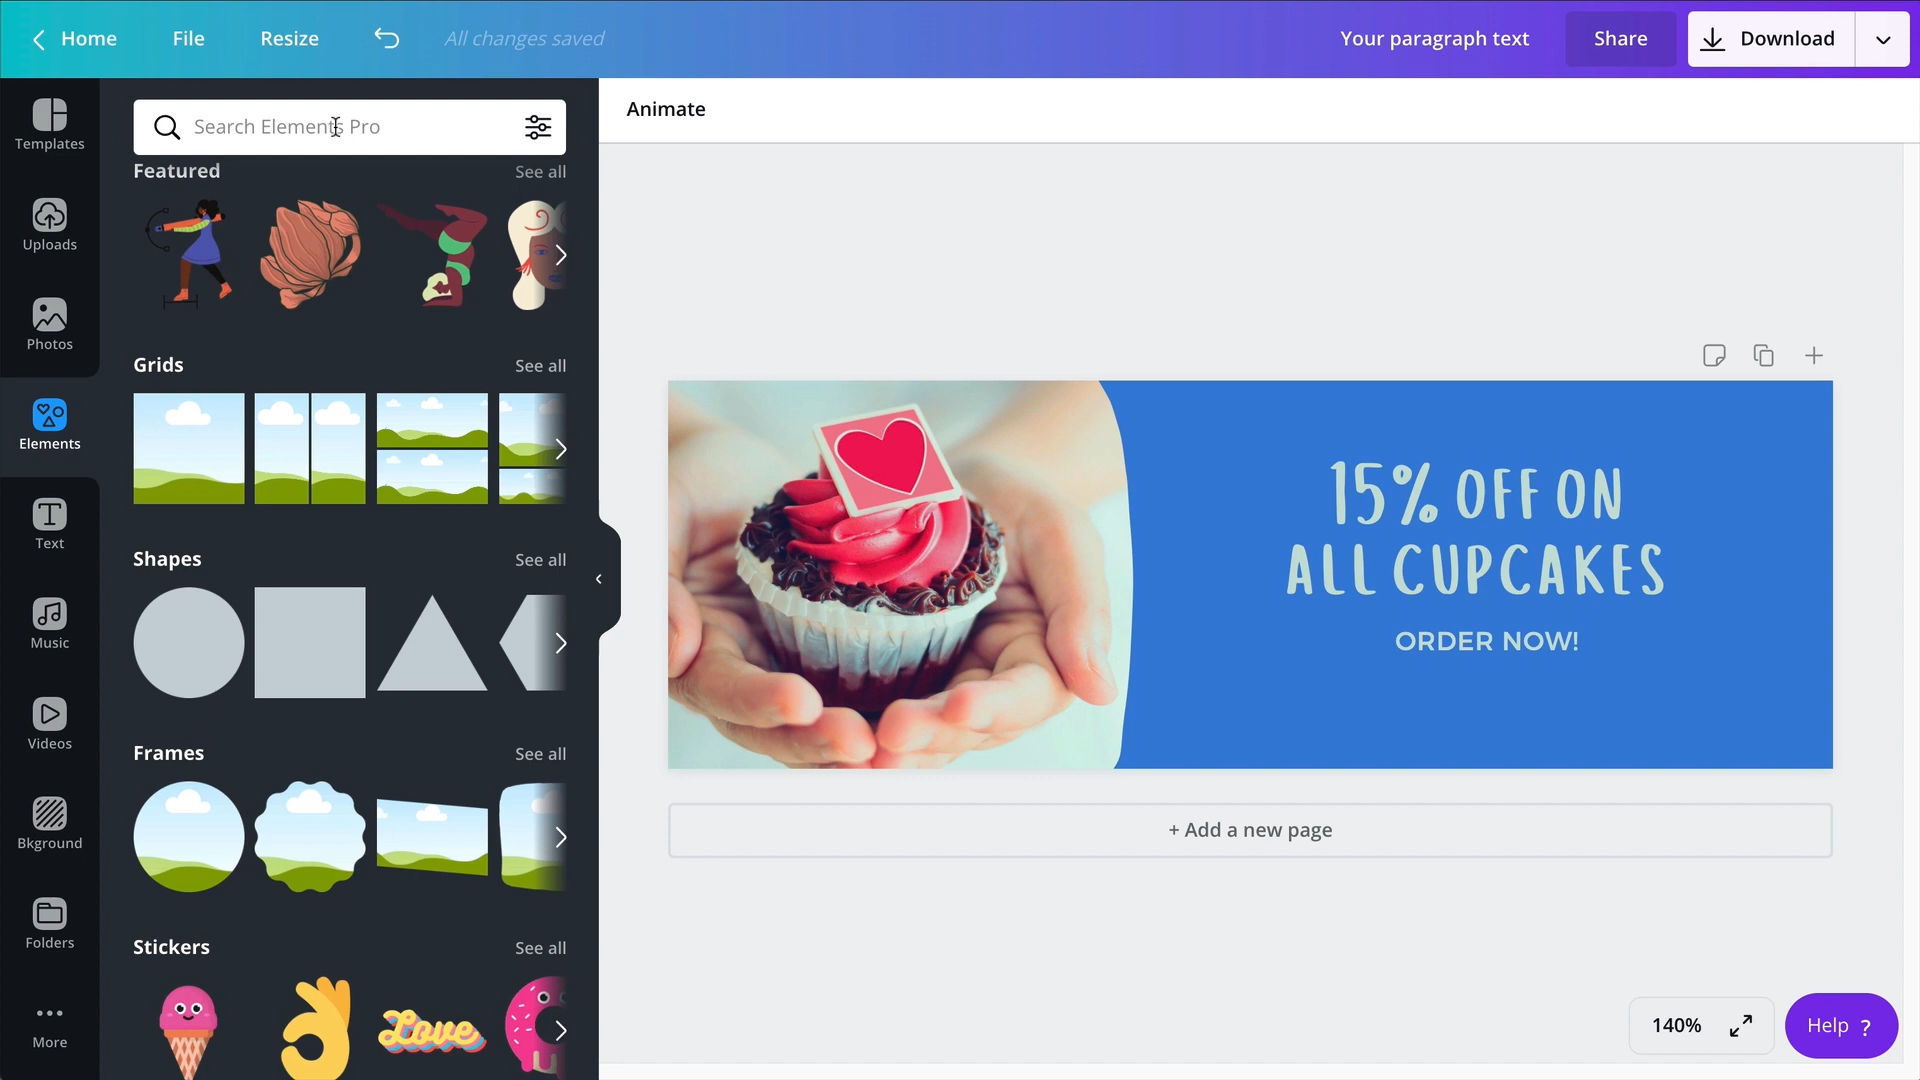 Home
File
Resize
All changes saved
Your paragraph text
Share
Download
Templates
Uploads
Photos
Elements
Text
Music
Videos
Bkground
Folders
More
Search Elements Pro
Featured
See all
Grids
See all
Shapes
See all
Frames
See all
Stickers
See all
Love
Animate
15% OFF ON
ALL CUPCAKES
ORDER NOW!
+ Add a new page
140%
Help ?